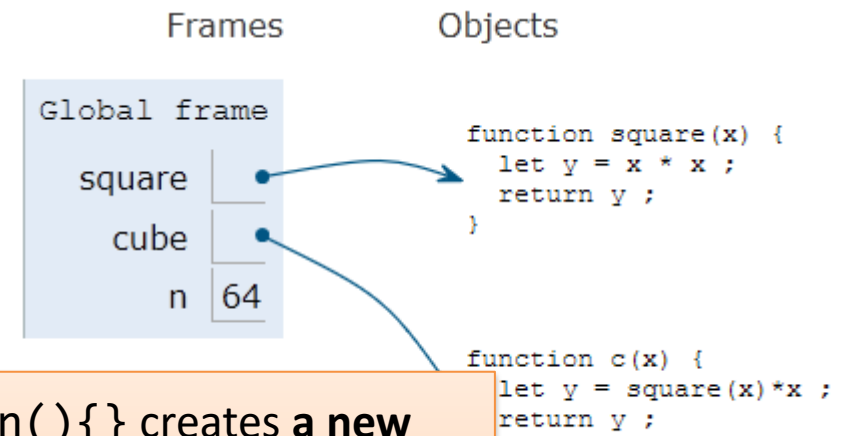 Frames Objects
Global frame
square
cube
n 64
function square(x) {
let y = x * x ;
return y ;
}
function c(x) {
let y = square(x)*x ;
return y ;
n(){} creates a new